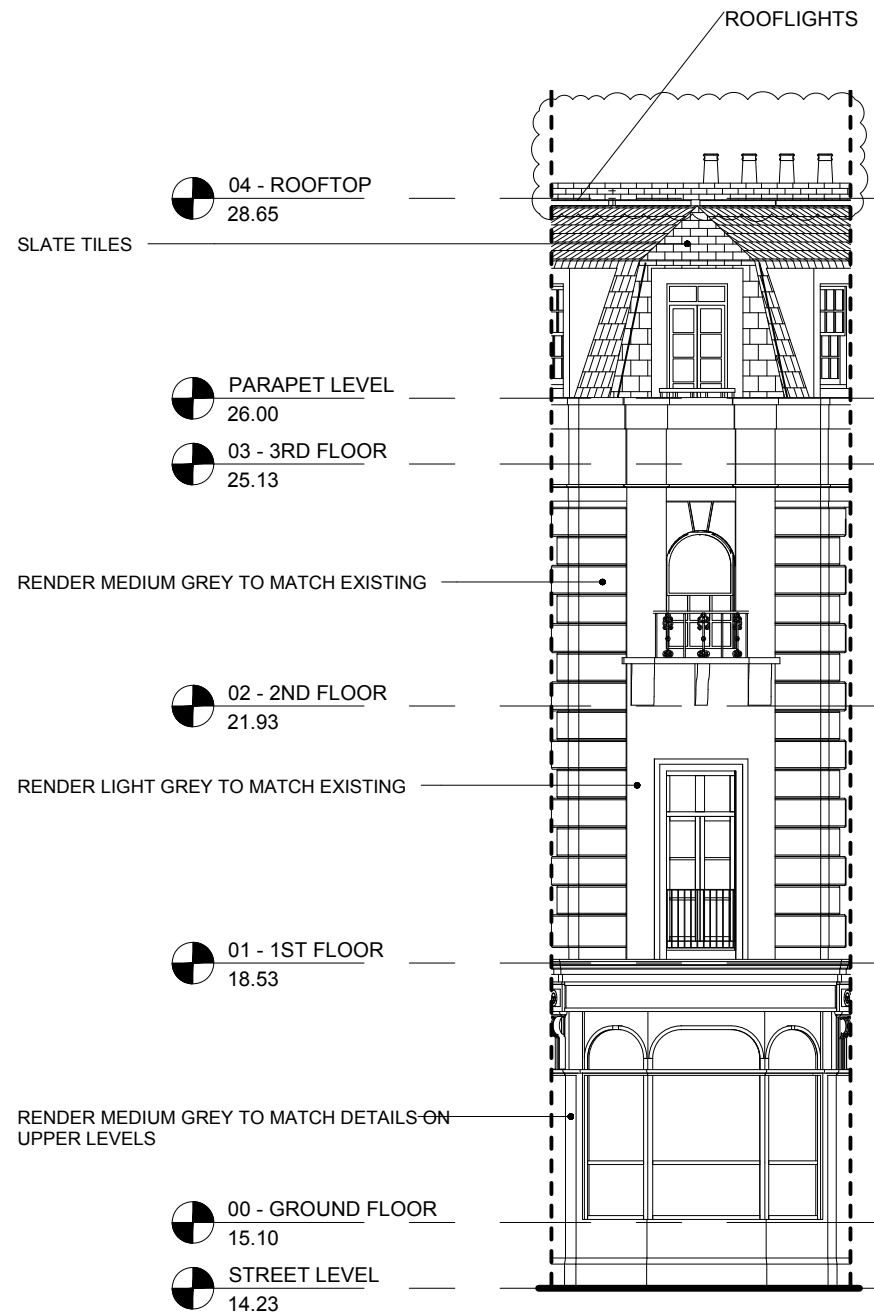 ROOFLIGHTS
04 - ROOFTOP
28.65
SLATE TILES
PARAPET LEVEL
26.00
03 - 3RD FLOOR
25.13
RENDER MEDIUM GREY TO MATCH EXISTING
02 - 2ND FLOOR
21.93
RENDER LIGHT GREY TO MATCH EXISTING
01 - 1ST FLOOR
18.53
RENDER MEDIUM GREY TO MATCH DETAILS ON
UPPER LEVELS
00 - GROUND FLOOR
15.10
STREET LEVEL
14.23